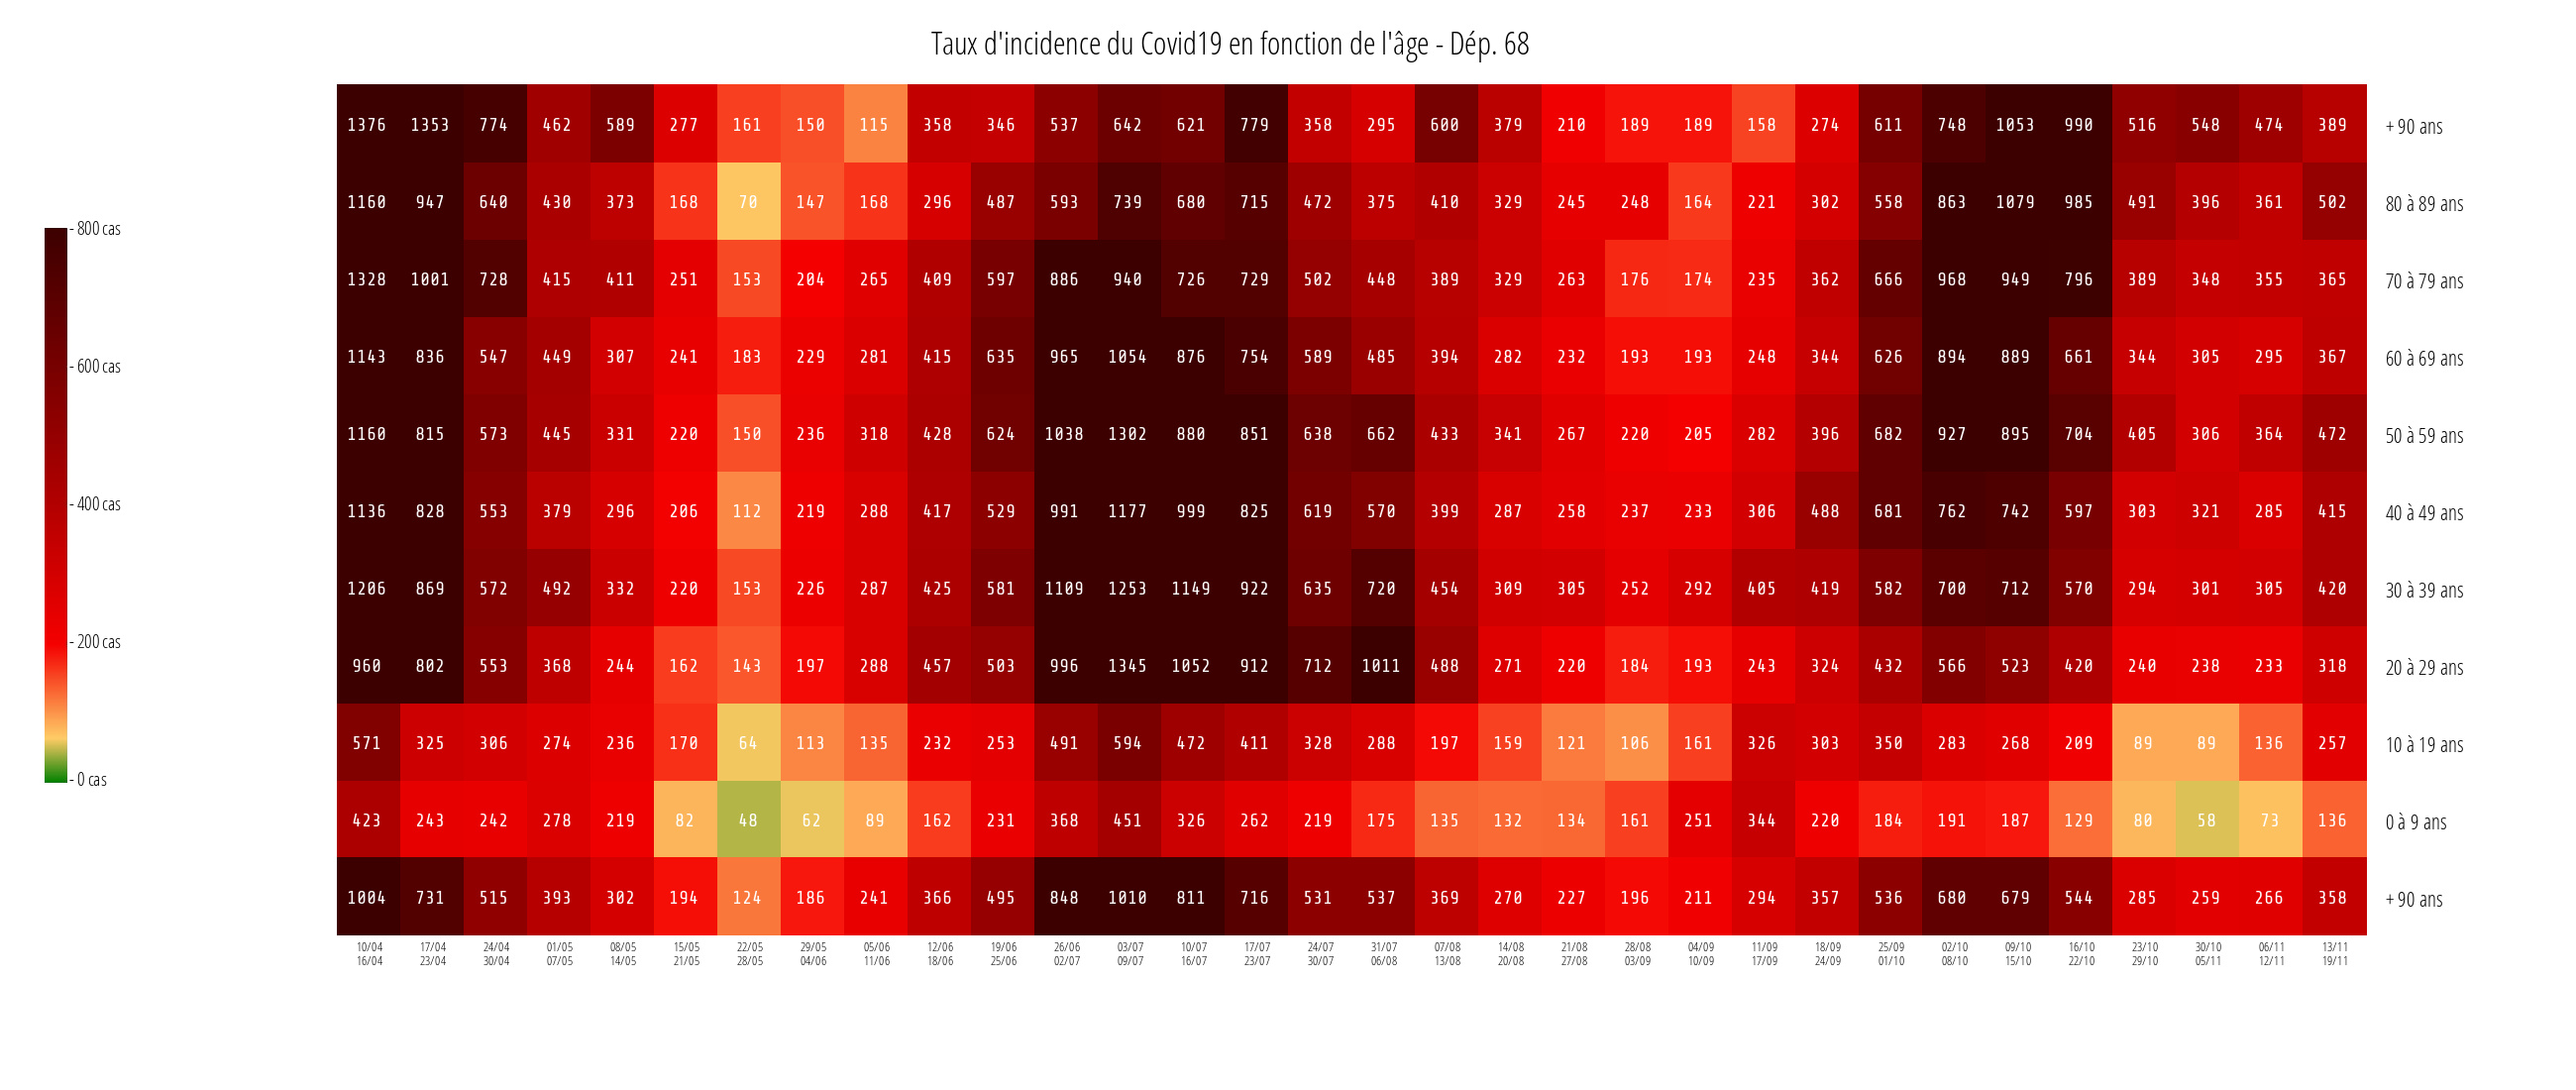 Taux d'incidence du Covid19 en fonction de l'âge - Dép. 68
- 800 cas
- 600 cas
- 400 cas
- 200 cas
- 0 cas
1376 1353 774 462 589 277 161 150 115 358 346 537 642 621 779 358 295 600 379 210 189 189 158 274 611 748 1053 990 516 548 474 389 + 90 ans
1160 947 640 430 373 168 70 147 168 296 487 593 739 680 715 472 375 410 329 245 248 164 221 302 558 863 1079 985 491 396 361 502 80 à 89 ans
1328 1001 728 415 411 251 153 204 265 409 597 886 940 726 729 502 448 389 329 263 176 174 235 362 666 968 949 796 389 348 355 365 70 à 79 ans
1143 836 547 449 307 241 183 229 281 415 635 965 1054 876 754 589 485 394 282 232 193 193 248 344 626 894 889 661 344 305 295 367 60 à 69 ans
1160 815 573 445 331 220 150 236 318 428 624 1038 1302 880 851 638 662 433 341 267 220 205 282 396 682 927 895 704 405 306 364 472 50 à 59 ans
1136 828 553 379 296 206 112 219 288 417 529 991 1177 999 825 619 570 399 287 258 237 233 306 488 681 762 742 597 303 321 285 415 40 à 49 ans
1206 869 572 492 332 220 153 226 287 425 581 1109 1253 1149 922 635 720 454 309 305 252 292 405 419 582 700 712 570 294 301 305 420 30 à 39 ans
960 802 553 368 244 162 143 197 288 457 503 996 1345 1052 912 712 1011 488 271 220 184 193 243 324 432 566 523 420 240 238 233 318 20 à 29 ans
571 325 306 274 236 170 64 113 135 232 253 491 594 472 411 328 288 197 159 121 106 161 326 303 350 283 268 209 89 89 136 257 10 à 19 ans
423 243 242 278 219 82 48 62 89 162 231 368 451 326 262 219 175 135 132 134 161 251 344 220 184 191 187 129 80 58 73 136 0 à 9 ans
1004 731 515 393 302 194 124 186 241 366 495 848 1010 811 716 531 537 369 270 227 196 211 294 357 536 680 679 544 285 259 266 358 + 90 ans
10/04 17/04 24/04 01/05 08/05 15/05 22/05 29/05 05/06 12/06 19/06 26/06 03/07 10/07 17/07 24/07 31/07 07/08 14/08 21/08 28/08 04/09 11/09 18/09 25/09 02/10 09/10 16/10 23/10 30/10 06/11 13/11
16/04 23/04 30/04 07/05 14/05 21/05 28/05 04/06 11/06 18/06 25/06 02/07 09/07 16/07 23/07 30/07 06/08 13/08 20/08 27/08 03/09 10/09 17/09 24/09 01/10 08/10 15/10 22/10 29/10 05/11 12/11 19/11